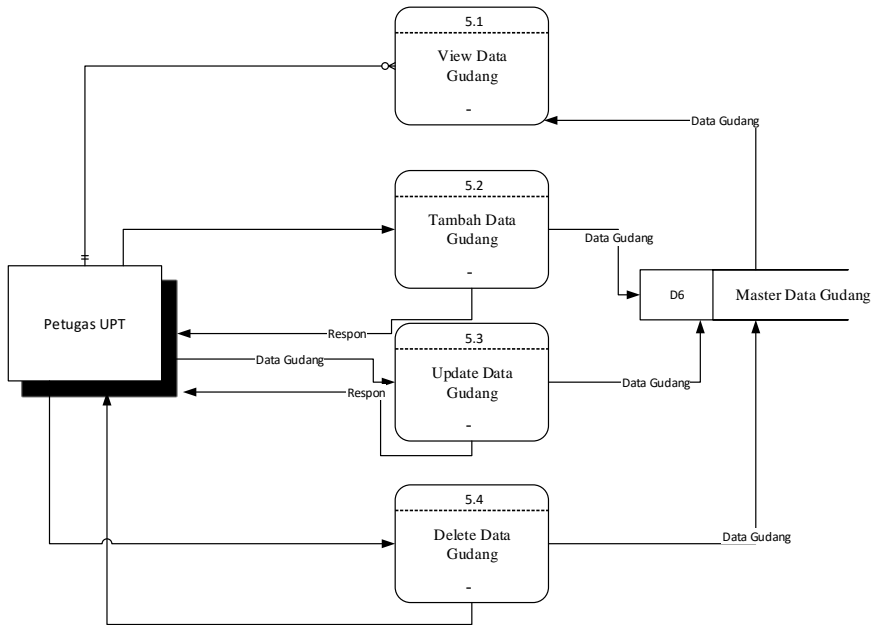 5.1
View Data
Gudang
-
Data Gudang
5.2
Tambah Data
Gudang
-
Data Gudang
D6
Master Data Gudang
Petugas UPT
Respon
5.3
Update Data
Gudang
-
Data Gudang
Respon
Data Gudang
5.4
Delete Data
Gudang
-
Data Gudang